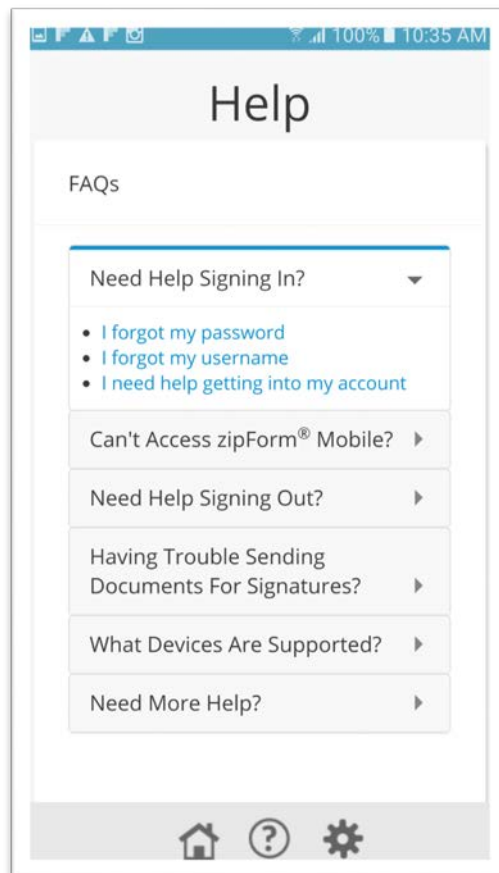 100% 10:35 AM
Help
FAQs
Need Help Signing In?
I forgot my password
I forgot my username
I need help getting into my account
Can't Access zipForm® Mobile?
Need Help Signing Out?
Having Trouble Sending
Documents For Signatures?
What Devices Are Supported?
Need More Help?